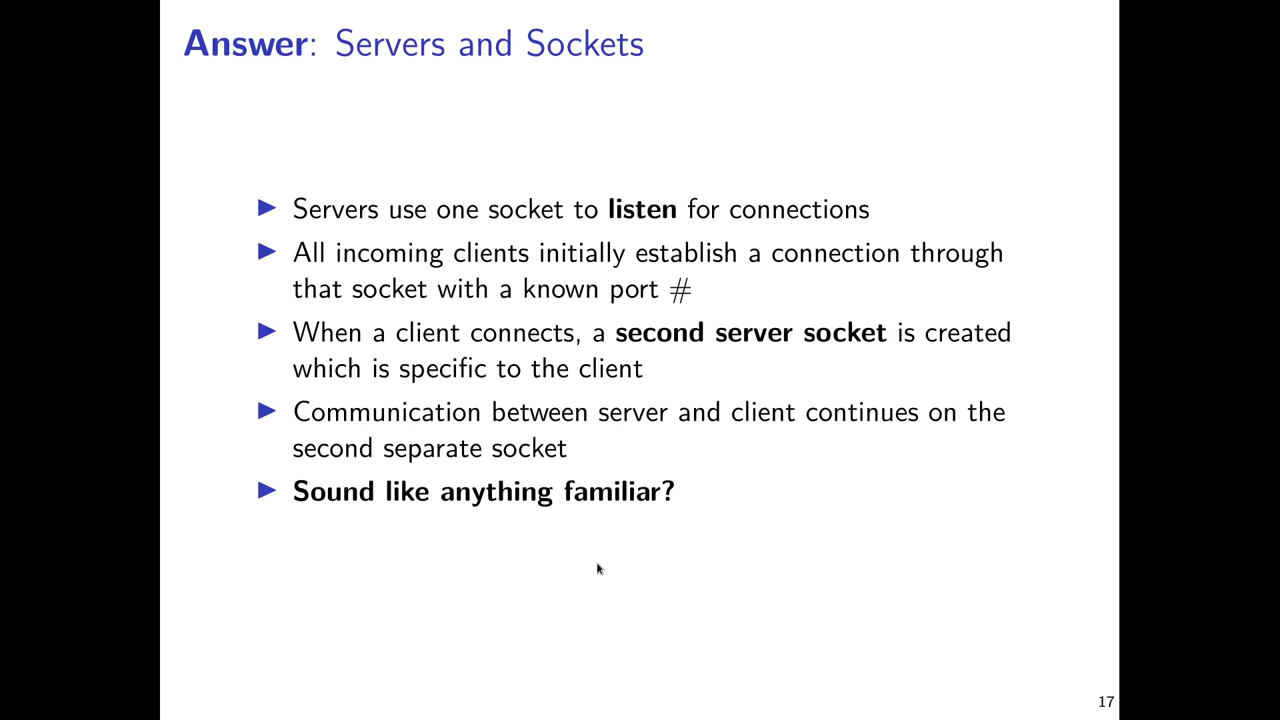 Answer: Servers and Sockets
▶ Servers use one socket to listen for connections
▶ All incoming clients initially establish a connection through
that socket with a known port #
▶ When a client connects, a second server socket is created
which is specific to the client
▶ Communication between server and client continues on the
second separate socket
▶ Sound like anything familiar?
17